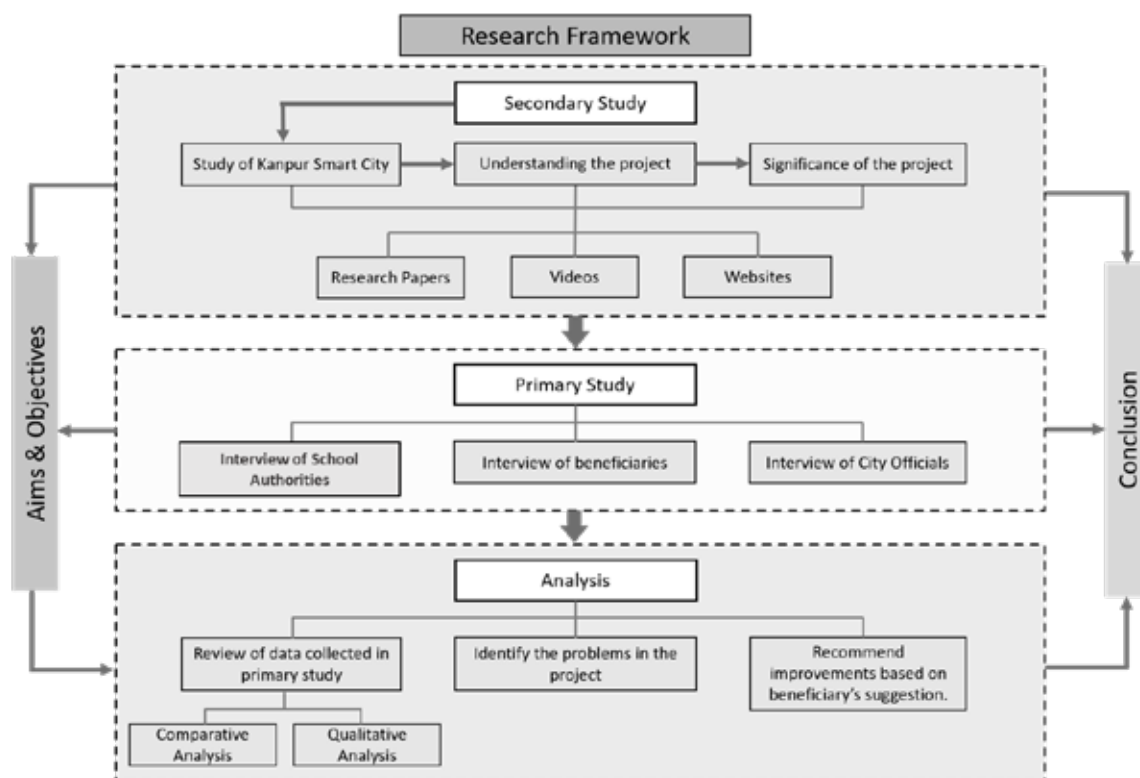 Research Framework
Secondary Study
Study of Kanpur Smart City
Understanding the project
Significance of the project
Research Papers
Videos
Websites
Aims & Objectives
Conclusion
Primary Study
Interview of School
Authorities
Interview of beneficiaries
Interview of City Officials
Analysis
Review of data collected in
primary study
Identify the problems in the
project
Recommend
improvements based on
beneficiary's suggestion.
Comparative
Analysis
Qualitative
Analysis